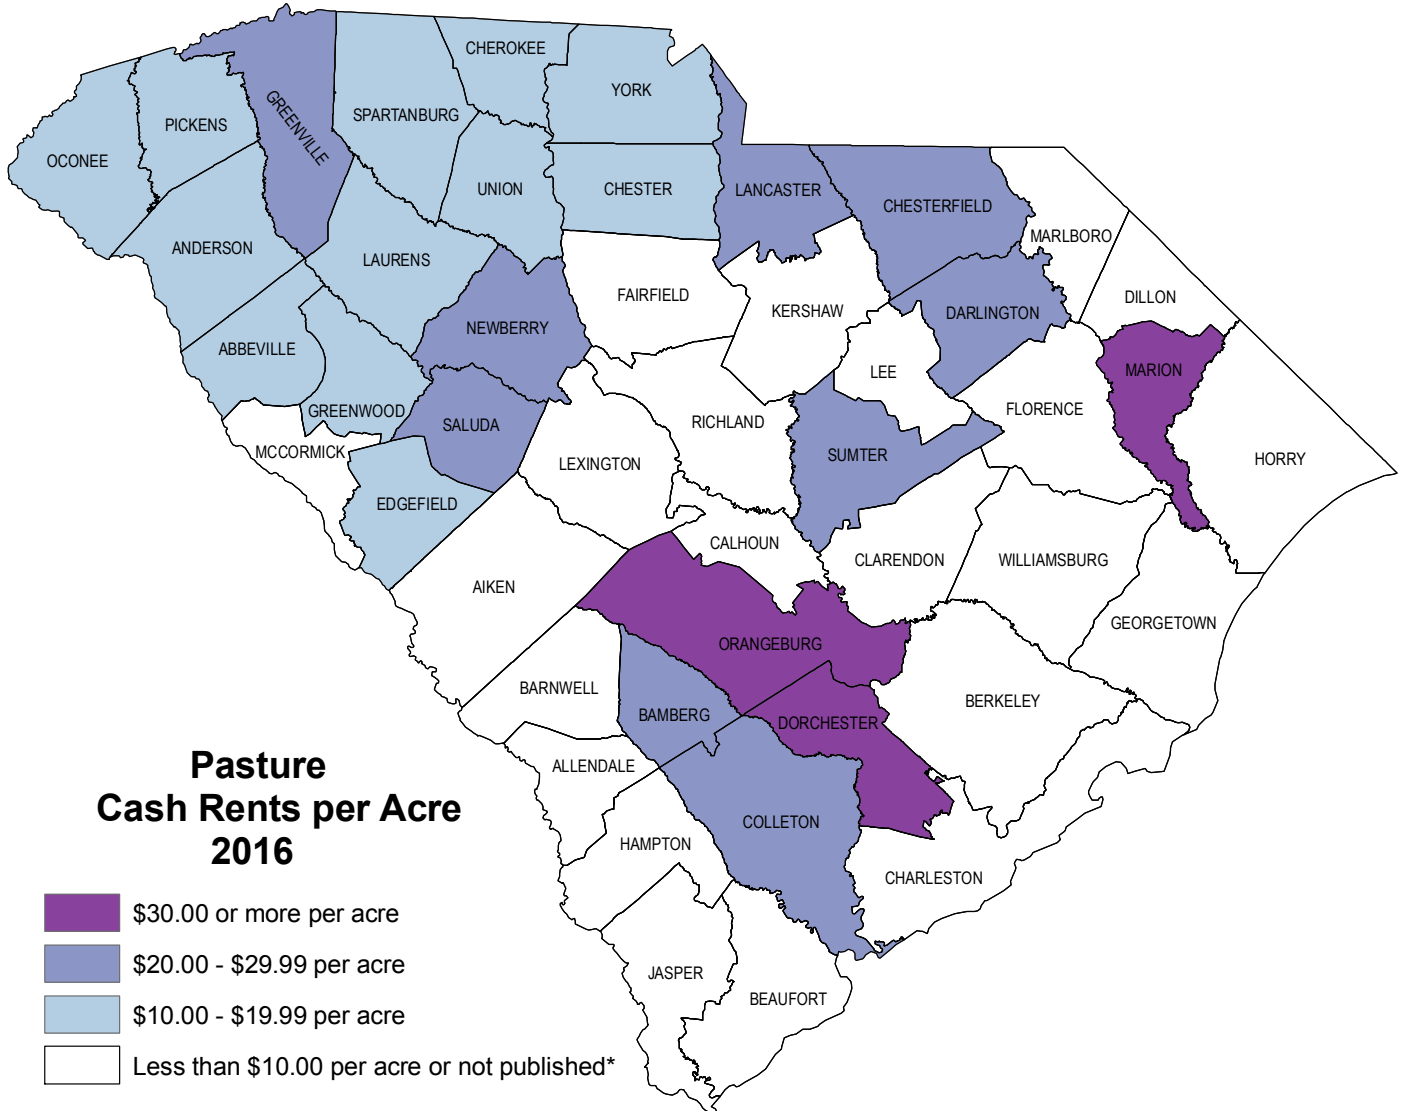 CHEROKEE
YORK
SPARTANBURG
GREENVILLE
PICKENS
OCONEE
UNION
CHESTER
LANCASTER
CHESTERFIELD
MARLBORO
ANDERSON
LAURENS
FAIRFIELD
KERSHAW
DILLON
DARLINGTON
NEWBERRY
ABBEVILLE
LEE
MARION
GREENWOOD
SALUDA
RICHLAND
FLORENCE
MCCORMICK
LEXINGTON
SUMTER
HORRY
EDGEFIELD
CALHOUN
CLARENDON
WILLIAMSBURG
AIKEN
GEORGETOWN
ORANGEBURG
BARNWELL
BAMBERG
DORCHESTER
BERKELEY
ALLENDALE
COLLETON
HAMPTON
CHARLESTON
JASPER
BEAUFORT
Pasture
Cash Rents per Acre
2016
$30.00 or more per acre
$20.00 - $29.99 per acre
$10.00 - $19.99 per acre
Less than $10.00 per acre or not published*